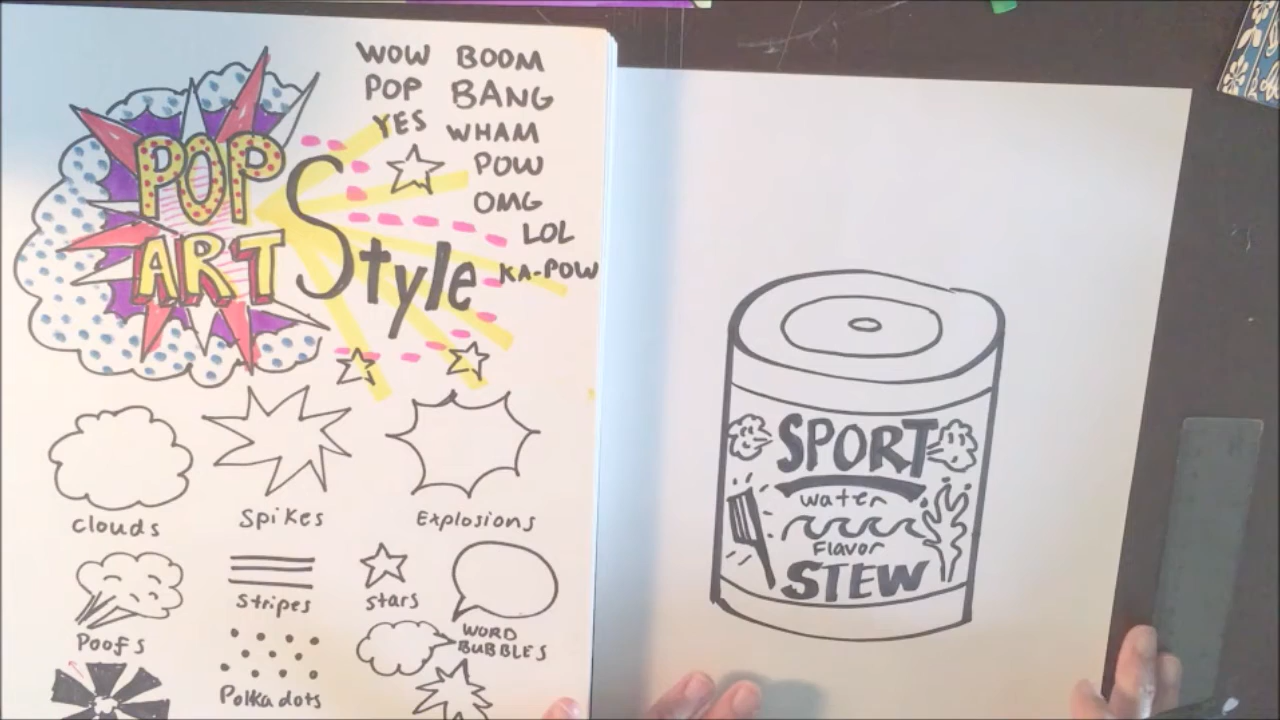 POP
ART
Style
WOW BOOM
POP BANG
YES WHAM
POW
OMG
LOL
KA-POW
Clouds
Spikes
Explosions
Poofs
Stripes
Stars
WORD
BUBBLES
Polka dots
SPORT
water
Flavor
STEW